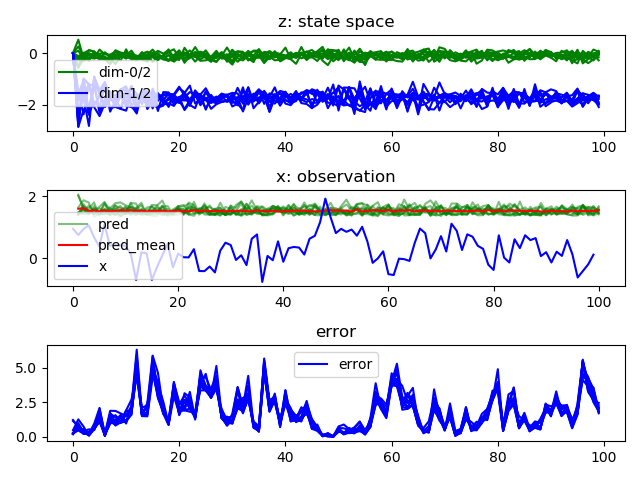 z: state space
0
−2
dim-0/2
dim-1/2
0 20 40 60 80 100
x: observation
2
0
pred
pred_mean
x
0 20 40 60 80 100
error
5.0
2.5
0.0
error
0 20 40 60 80 100